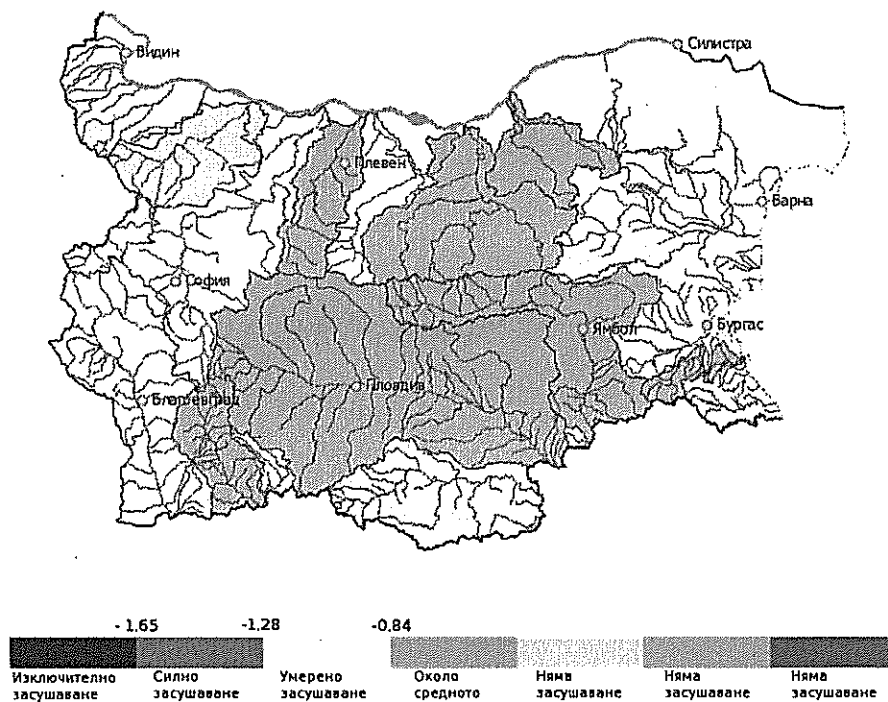 Видин
Силистра
Плевен
Варна
София
Ямбол
Бургас
Пловдив
Благоевград
- 1,65
-1,28
-0,84
Изключително засушаване
Силно засушаване
Умерено засушаване
Около средното
Няма засушаване
Няма засушаване
Няма засушаване